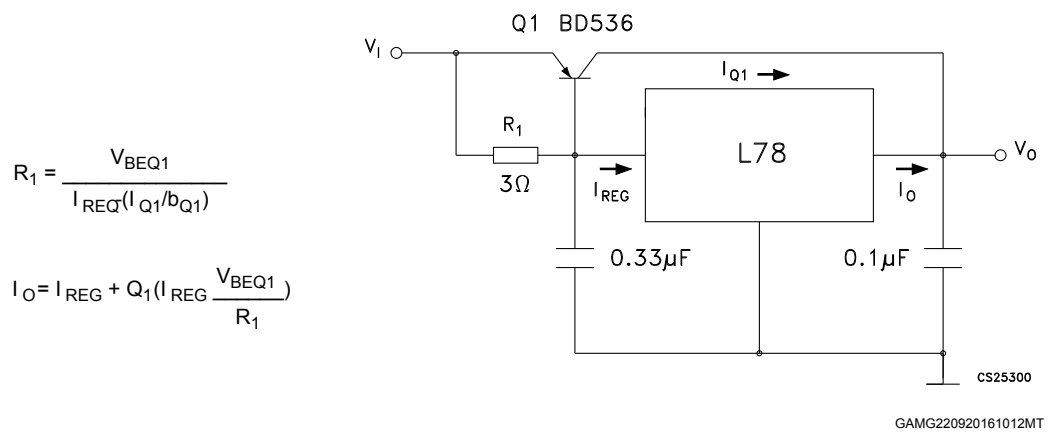 Q1 BD536
V_I
I_Q1
R_1
L78
V_O
3Ω
I_REG
I_O
R_1 = V_BEQ1 / I_REQ-(I_Q1/b_Q1)
0.33µF
0.1µF
I_O = I_REG + Q_1(I_REG V_BEQ1 / R_1)
CS25300
GAMG220920161012MT